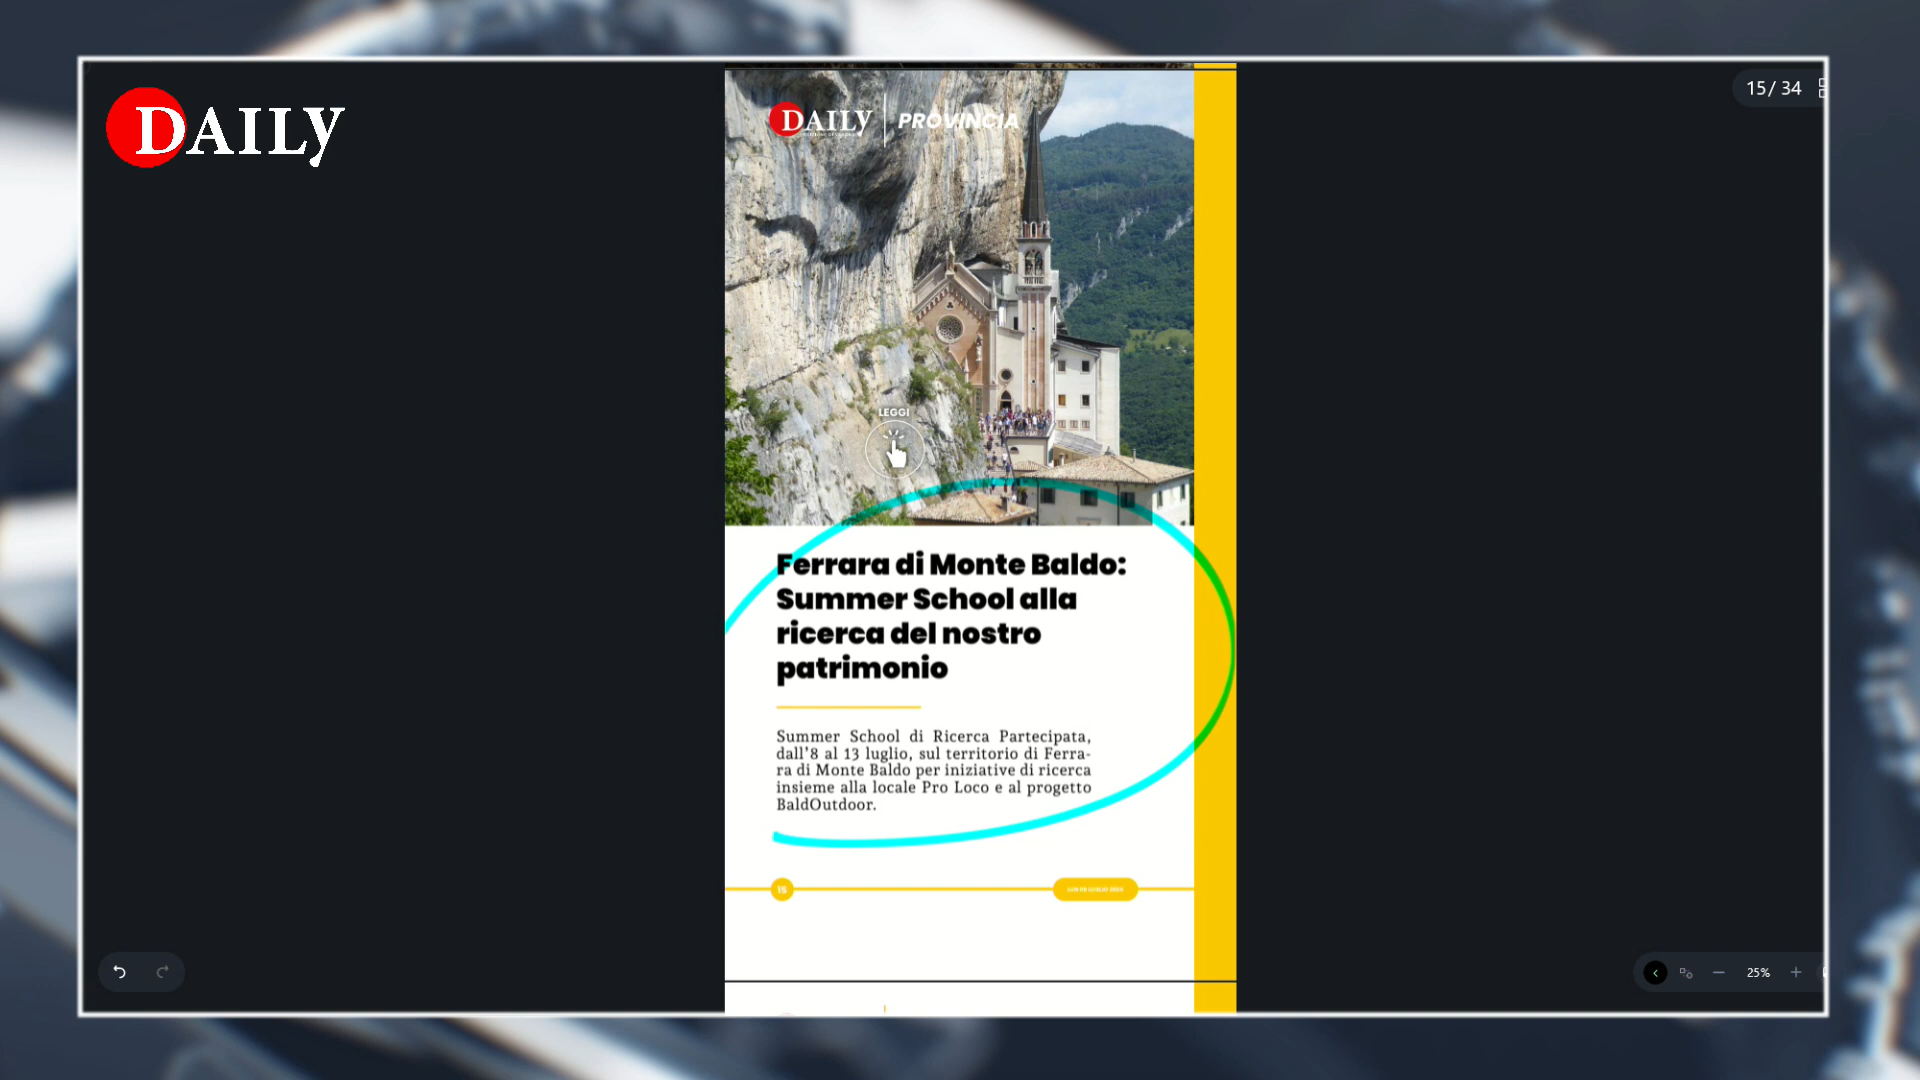 DAILY
15/ 34
DAILY
PROVINCIA
LEGGI
Ferrara di Monte Baldo:
Summer School alla
ricerca del nostro
patrimonio
Summer School di Ricerca Partecipata,
dall'8 al 13 luglio, sul territorio di Ferra-
ra di Monte Baldo per iniziative di ricerca
insieme alla locale Pro Loco e al progetto
BaldOutdoor.
15
25%